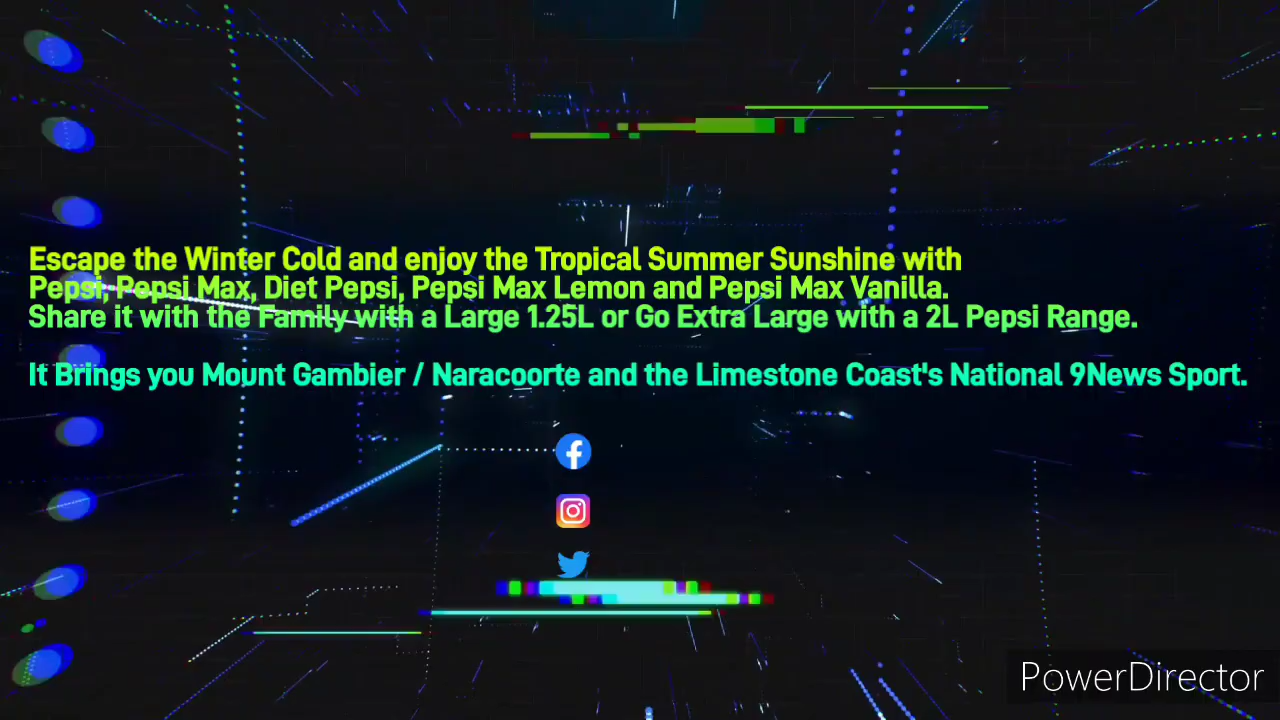 Escape the Winter Cold and enjoy the Tropical Summer Sunshine with
Pepsi, Pepsi Max, Diet Pepsi, Pepsi Max Lemon and Pepsi Max Vanilla.
Share it with the Family with a Large 1.25L or Go Extra Large with a 2L Pepsi Range.
It Brings you Mount Gambier / Naracoorte and the Limestone Coast's National 9News Sport.
PowerDirector